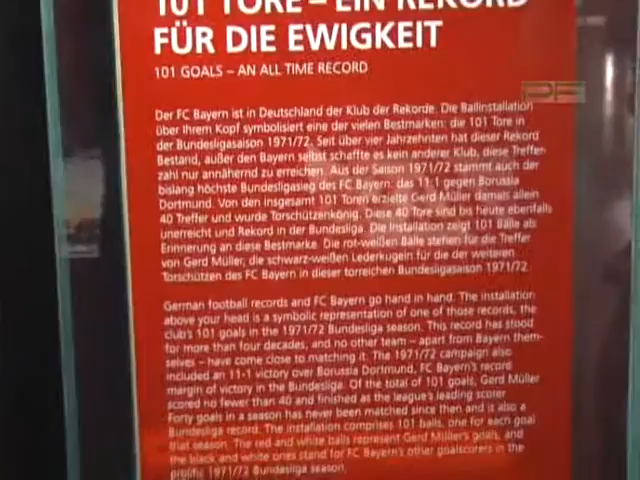 101 TORE – EIN REKORD
FÜR DIE EWIGKEIT
101 GOALS – AN ALL TIME RECORD
Der FC Bayern ist in Deutschland der Klub der Rekorde. Die Ballinstallation
über Ihrem Kopf symbolisiert eine der vielen Bestmarken: die 101 Tore in
der Bundesligasaison 1971/72. Seit über vier Jahrzehnten hat dieser Rekord
Bestand, außer den Bayern selbst schaffte es kein anderer Klub, diese Treffer-
zahl nur annähernd zu erreichen. Aus der Saison 1971/72 stammt auch der
bislang höchste Bundesligasieg des FC Bayern: das 11:1 gegen Borussia
Dortmund. Von den insgesamt 101 Toren erzielte Gerd Müller damals allein
40 Treffer und wurde Torschützenkönig. Diese 40 Tore sind bis heute ebenfalls
unerreicht und Rekord in der Bundesliga. Die Installation zeigt 101 Bälle als
Erinnerung an diese Bestmarke. Die rot-weißen Bälle stehen für die Treffer
von Gerd Müller, die schwarz-weißen Lederkugeln für die der weiteren
Torschützen des FC Bayern in dieser torreichen Bundesligasaison 1971/72.
German football records and FC Bayern go hand in hand. The installation
above your head is a symbolic representation of one of those records, the
club's 101 goals in the 1971/72 Bundesliga season. This record has stood
for more than four decades, and no other team – apart from Bayern them-
selves – have come close to matching it. The 1971/72 campaign also
included an 11-1 victory over Borussia Dortmund, FC Bayern's record
margin of victory in the Bundesliga. Of the total of 101 goals, Gerd Müller
scored no fewer than 40 and finished as the league's leading scorer
Forty goals in a season has never been matched since then and is also a
Bundesliga record. The installation comprises 101 balls, one for each goal
that season. The red and white balls represent Gerd Müller's goals, and
the black and white ones stand for FC Bayern's other goalscorers in the
prolific 1971/72 Bundesliga season.